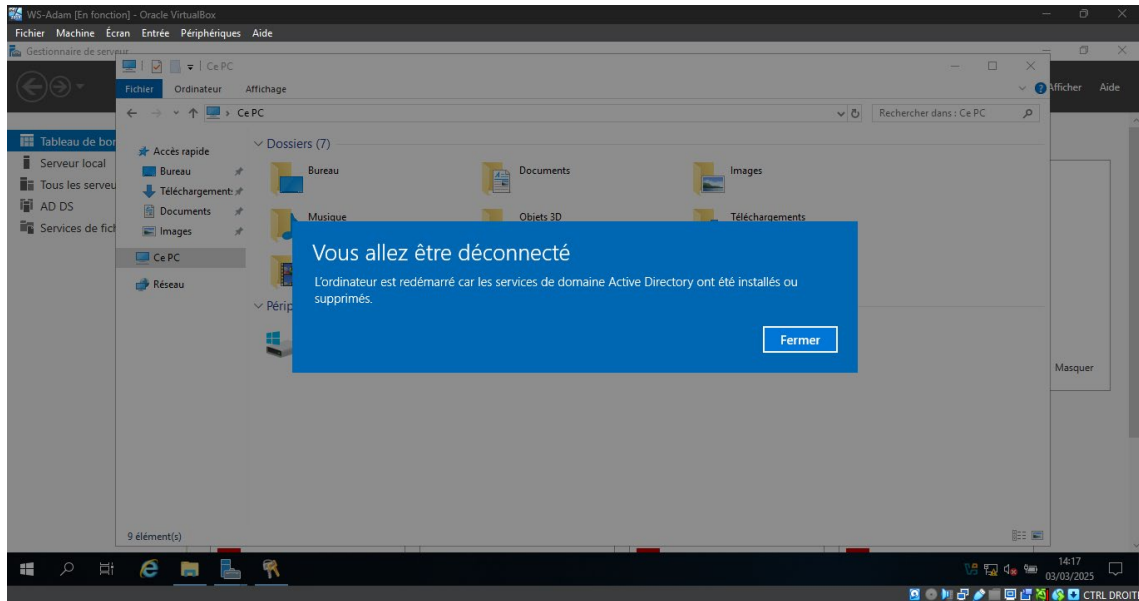 WS-Adam [En fonction] - Oracle VirtualBox
Fichier Machine Écran Entrée Périphériques Aide
Gestionnaire de serveur
Ce PC
Fichier Ordinateur Affichage
Afficher Aide
Ce PC
Rechercher dans : Ce PC
Tableau de bor
Serveur local
Tous les serveu
AD DS
Services de fich
Accès rapide
Bureau
Téléchargement:
Documents
Images
Ce PC
Réseau
Dossiers (7)
Bureau
Documents
Images
Musique
Objets 3D
Téléchargements
Périp
Vous allez être déconnecté
L'ordinateur est redémarré car les services de domaine Active Directory ont été installés ou
supprimés.
Fermer
Masquer
9 élément(s)
14:17
03/03/2025
CTRL DROITE